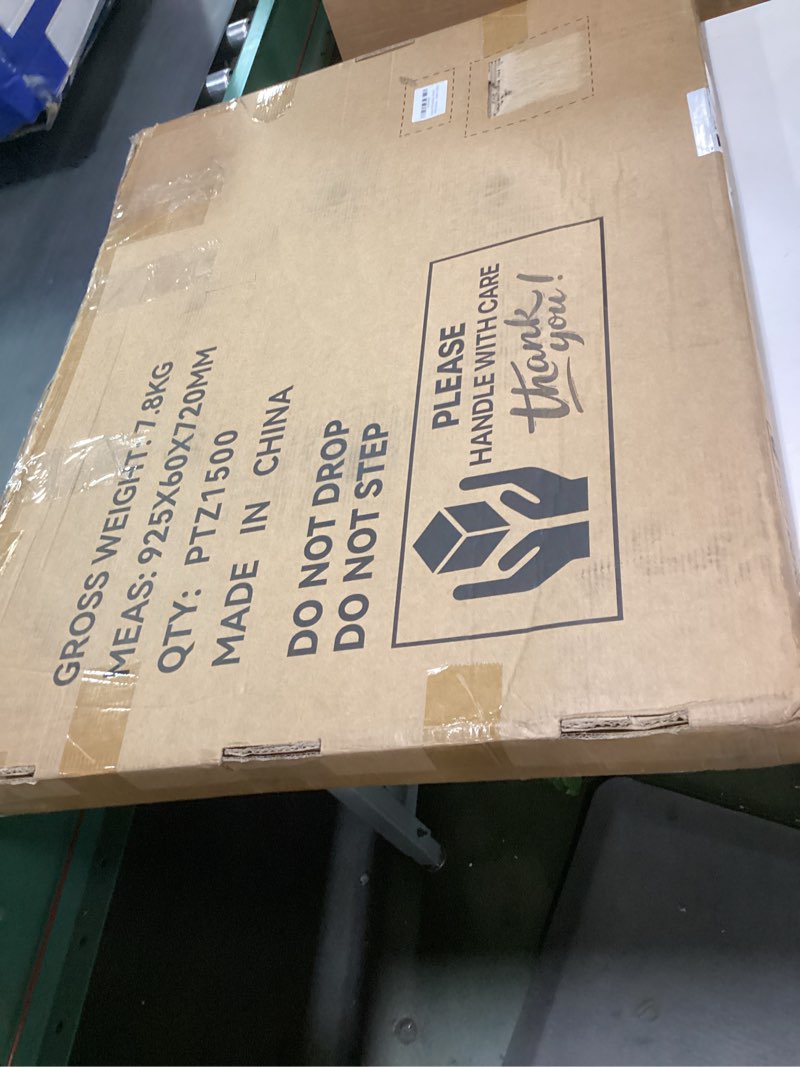 GROSS WEIGHT: 7.8KG
MEAS: 925X60X720MM
QTY: PTZ1500
MADE IN CHINA
DO NOT DROP
DO NOT STEP
PLEASE
HANDLE WITH CARE
thank
you!